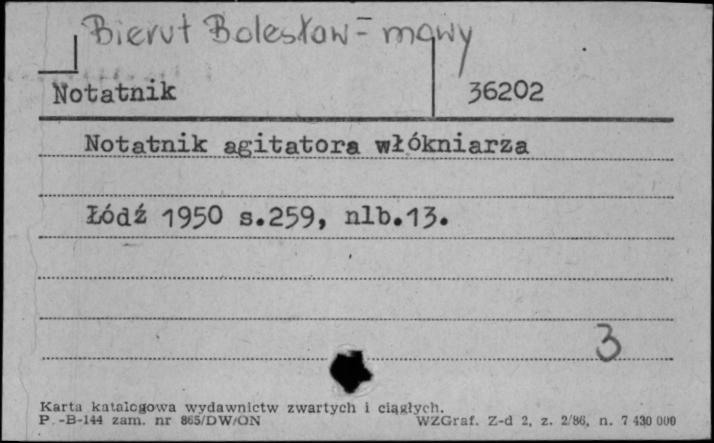 Bierut Bolesław - mowy
Notatnik 36202
Notatnik agitatora włókniarza
Łódź 1950 s.259, nlb.13.
3
Karta katalogowa wydawnictw zwartych i ciągłych.
P.-B-144 zam. nr 865/DW/ON WZGraf. Z-d 2, z. 2/86, n. 7 430 000